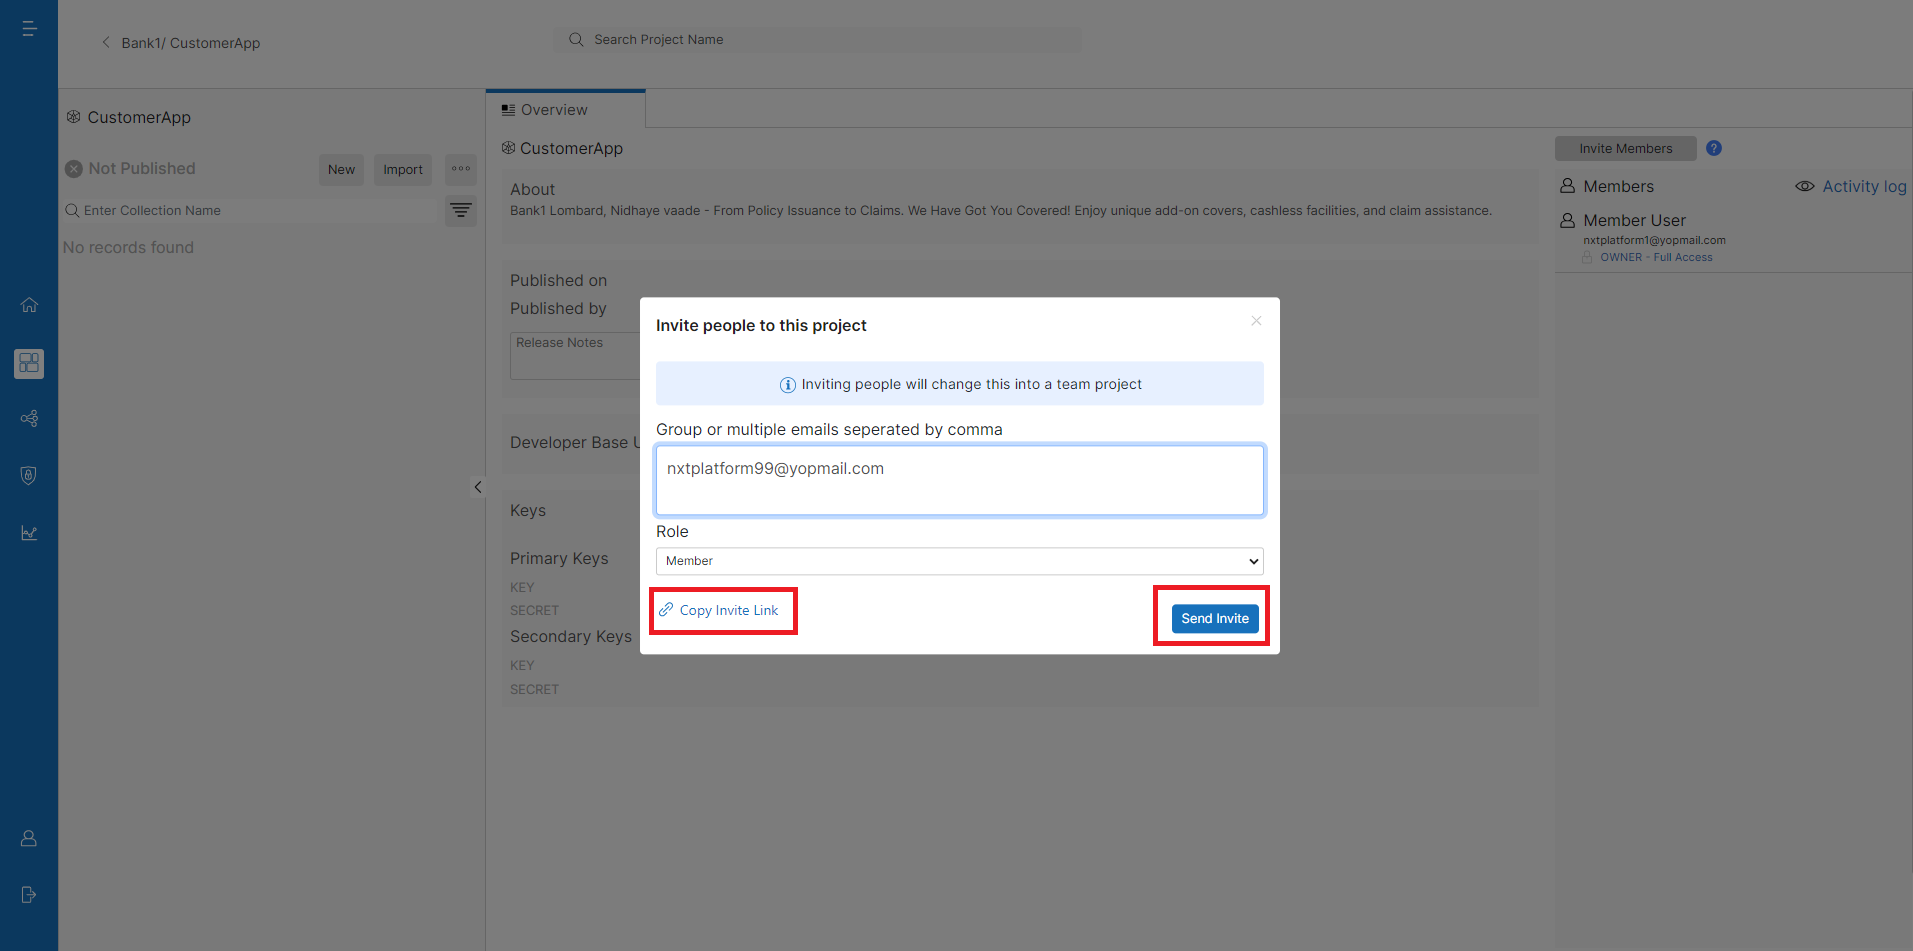 Bank1/ CustomerApp
Search Project Name
CustomerApp
Not Published
New
Import
Enter Collection Name
No records found
Overview
CustomerApp
About
Bank1 Lombard, Nidhaye vaade - From Policy Issuance to Claims. We Have Got You Covered! Enjoy unique add-on covers, cashless facilities, and claim assistance.
Published on
Published by
Release Notes
Developer Base U
Keys
Primary Keys
KEY
SECRET
Secondary Keys
KEY
SECRET
Invite people to this project
Inviting people will change this into a team project
Group or multiple emails seperated by comma
nxtplatform99@yopmail.com
Role
Member
Copy Invite Link
Send Invite
Invite Members
?
Members
Activity log
Member User
nxtplatform1@yopmail.com
OWNER - Full Access